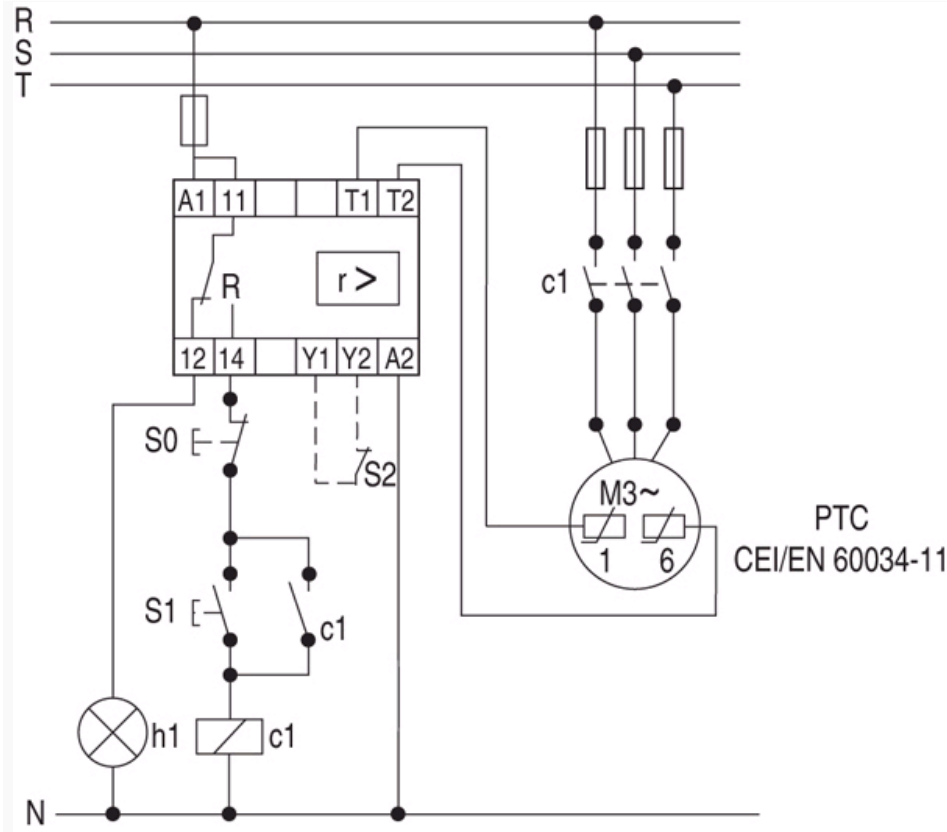 R
S
T
A1 11 T1 T2
R
r >
c1
12 14 Y1 Y2 A2
S0
S2
M3~
1 6
PTC
CEI/EN 60034-11
S1
c1
h1
c1
N